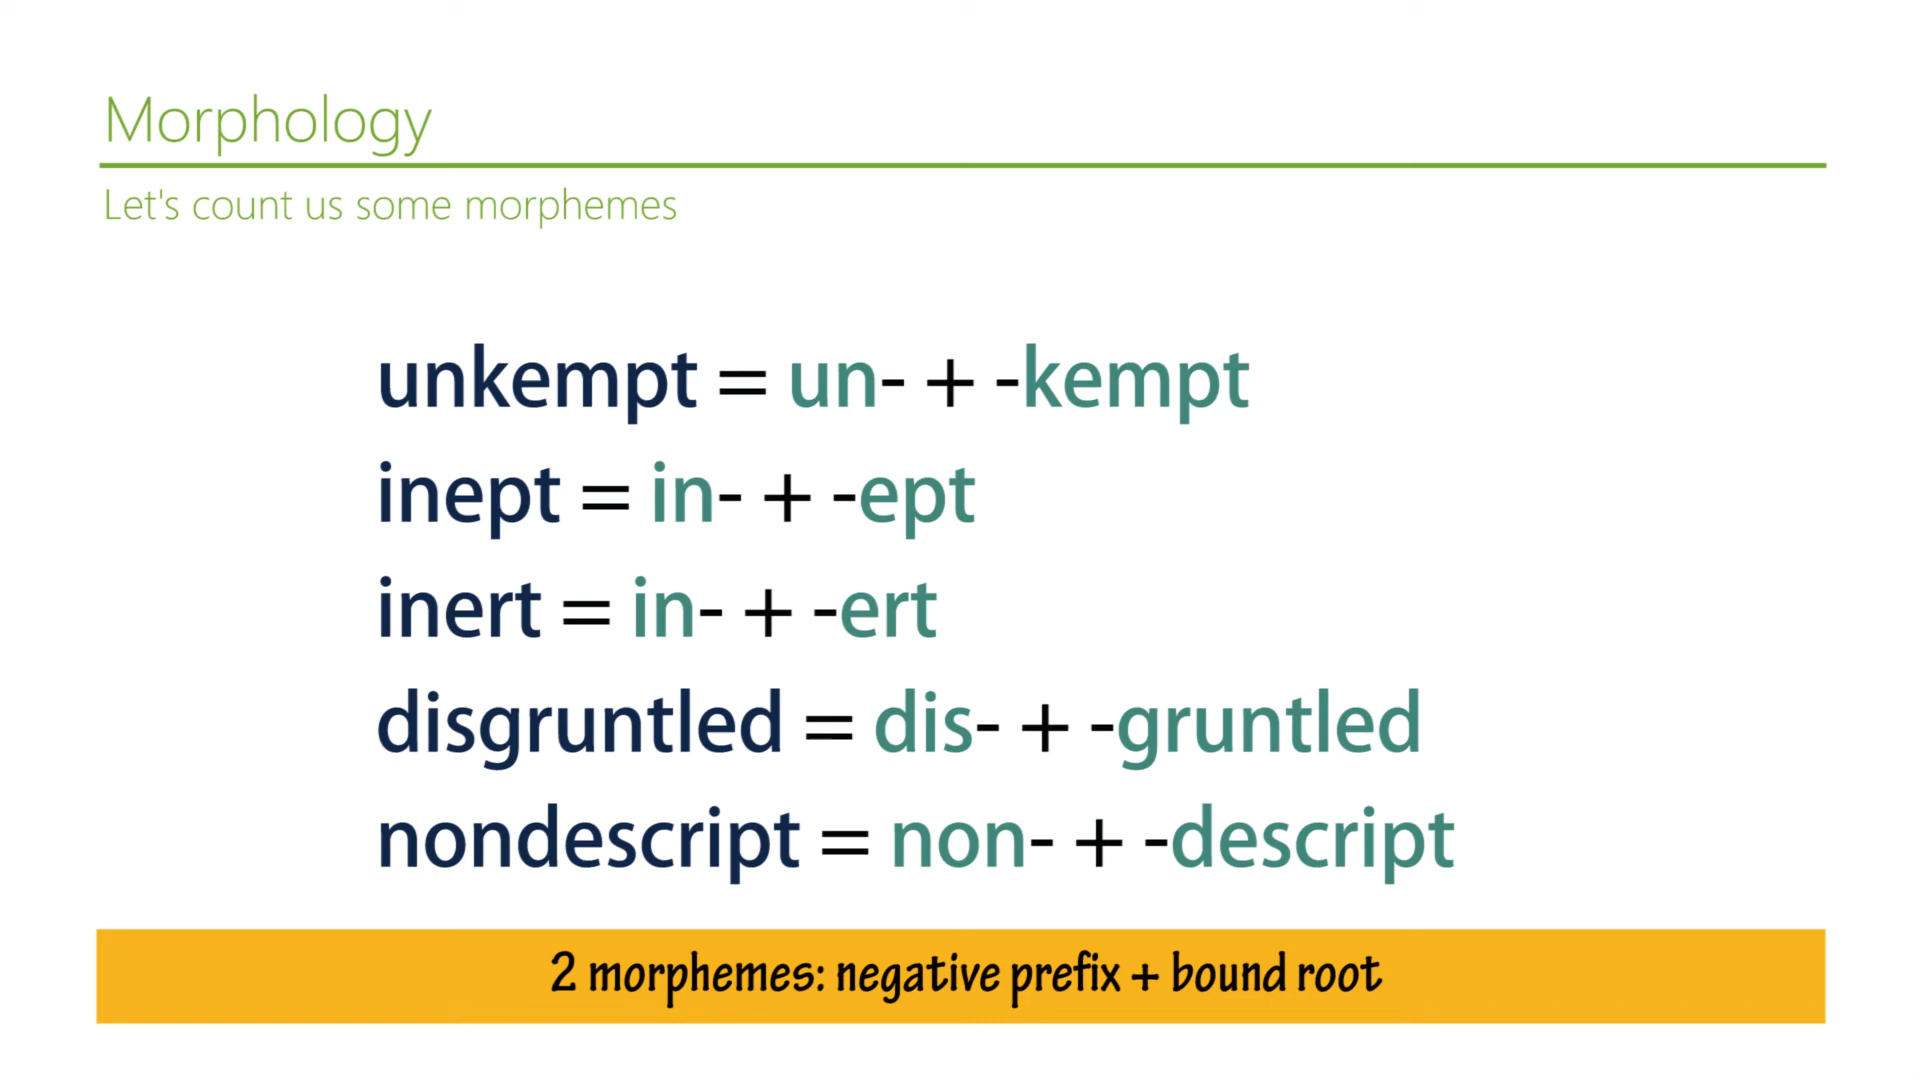 Morphology
Let's count us some morphemes
unkempt = un- + -kempt
inept = in- + -ept
inert = in- + -ert
disgruntled = dis- + -gruntled
nondescript = non- + -descript
2 morphemes: negative prefix + bound root